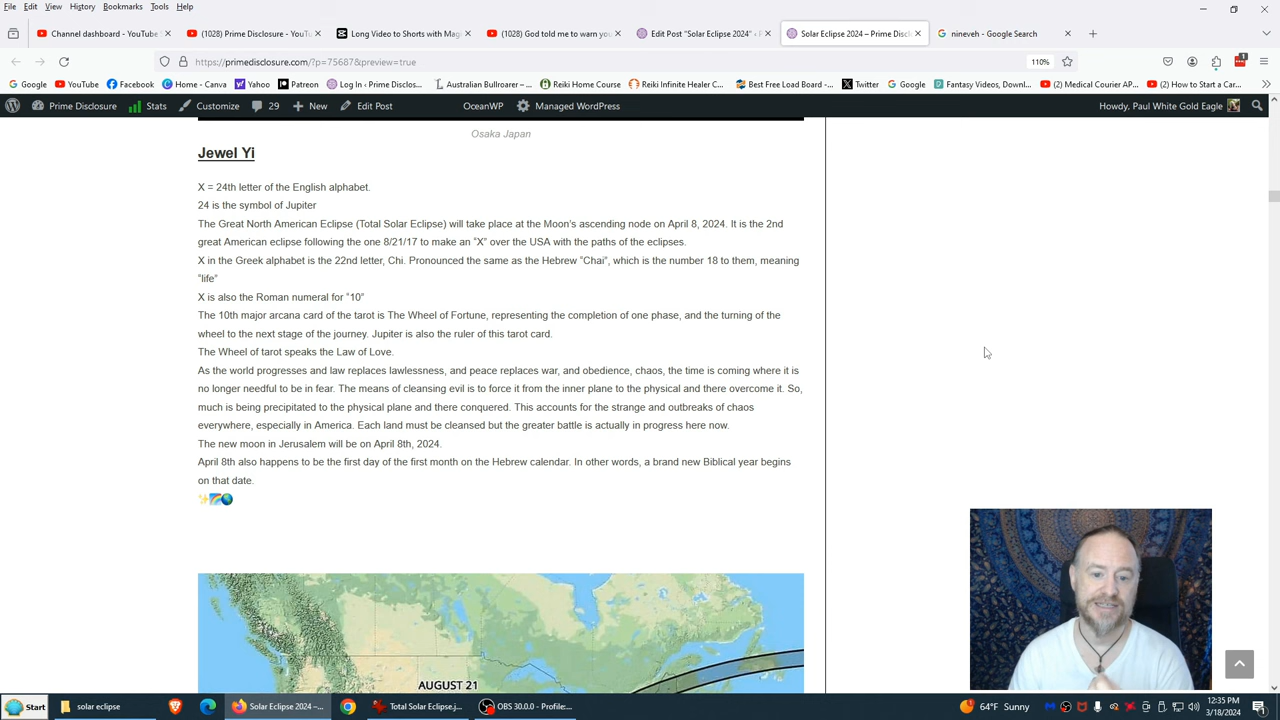 File Edit View History Bookmarks Tools Help
Channel dashboard - YouTube
(1028) Prime Disclosure - YouTu
Long Video to Shorts with Mag
(1028) God told me to warn you
Edit Post "Solar Eclipse 2024" ‹ P
Solar Eclipse 2024 – Prime Discl
nineveh - Google Search
https://primedisclosure.com/?p=75687&preview=true
110%
Google YouTube Facebook Home - Canva Yahoo Patreon Log In ‹ Prime Disclos... Australian Bullroarer –... Reiki Home Course Reiki Infinite Healer C... Best Free Load Board -... Twitter Google Fantasy Videos, Downl... (1) Medical Courier AP... (2) How to Start a Car...
Prime Disclosure Stats Customize 29 New Edit Post OceanWP Managed WordPress Howdy, Paul White Gold Eagle
Osaka Japan
Jewel Yi
X = 24th letter of the English alphabet.
24 is the symbol of Jupiter
The Great North American Eclipse (Total Solar Eclipse) will take place at the Moon's ascending node on April 8, 2024. It is the 2nd
great American eclipse following the one 8/21/17 to make an "X" over the USA with the paths of the eclipses.
X in the Greek alphabet is the 22nd letter, Chi. Pronounced the same as the Hebrew "Chai", which is the number 18 to them, meaning
"life"
X is also the Roman numeral for "10"
The 10th major arcana card of the tarot is The Wheel of Fortune, representing the completion of one phase, and the turning of the
wheel to the next stage of the journey. Jupiter is also the ruler of this tarot card.
The Wheel of tarot speaks the Law of Love.
As the world progresses and law replaces lawlessness, and peace replaces war, and obedience, chaos, the time is coming where it is
no longer needful to be in fear. The means of cleansing evil is to force it from the inner plane to the physical and there overcome it. So,
much is being precipitated to the physical plane and there conquered. This accounts for the strange and outbreaks of chaos
everywhere, especially in America. Each land must be cleansed but the greater battle is actually in progress here now.
The new moon in Jerusalem will be on April 8th, 2024.
April 8th also happens to be the first day of the first month on the Hebrew calendar. In other words, a brand new Biblical year begins
on that date.
AUGUST 21
Start
solar eclipse
Solar Eclipse 2024 –...
Total Solar Eclipse.j...
OBS 30.0.0 - Profile:...
64°F Sunny
12:35 PM
3/18/2024